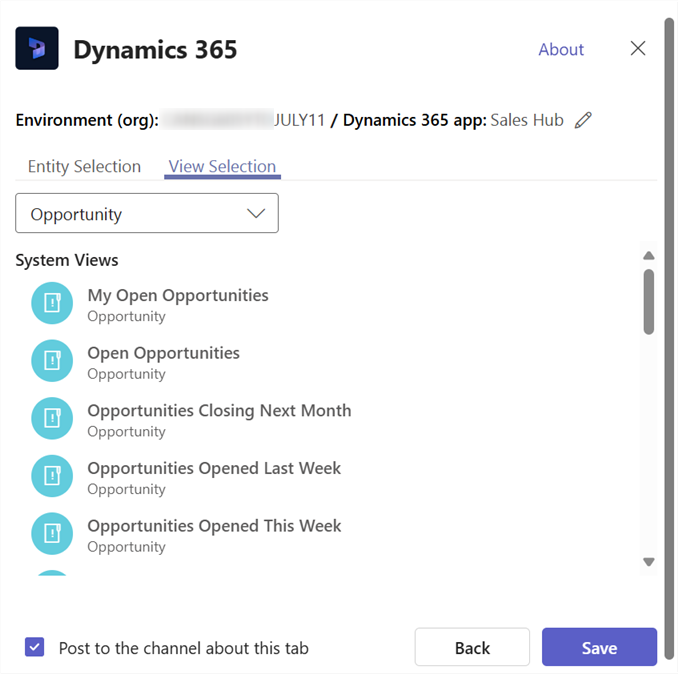 Dynamics 365
About
Environment (org): JULY11 / Dynamics 365 app: Sales Hub
Entity Selection View Selection
Opportunity
System Views
My Open Opportunities
Opportunity
Open Opportunities
Opportunity
Opportunities Closing Next Month
Opportunity
Opportunities Opened Last Week
Opportunity
Opportunities Opened This Week
Opportunity
Post to the channel about this tab
Back
Save